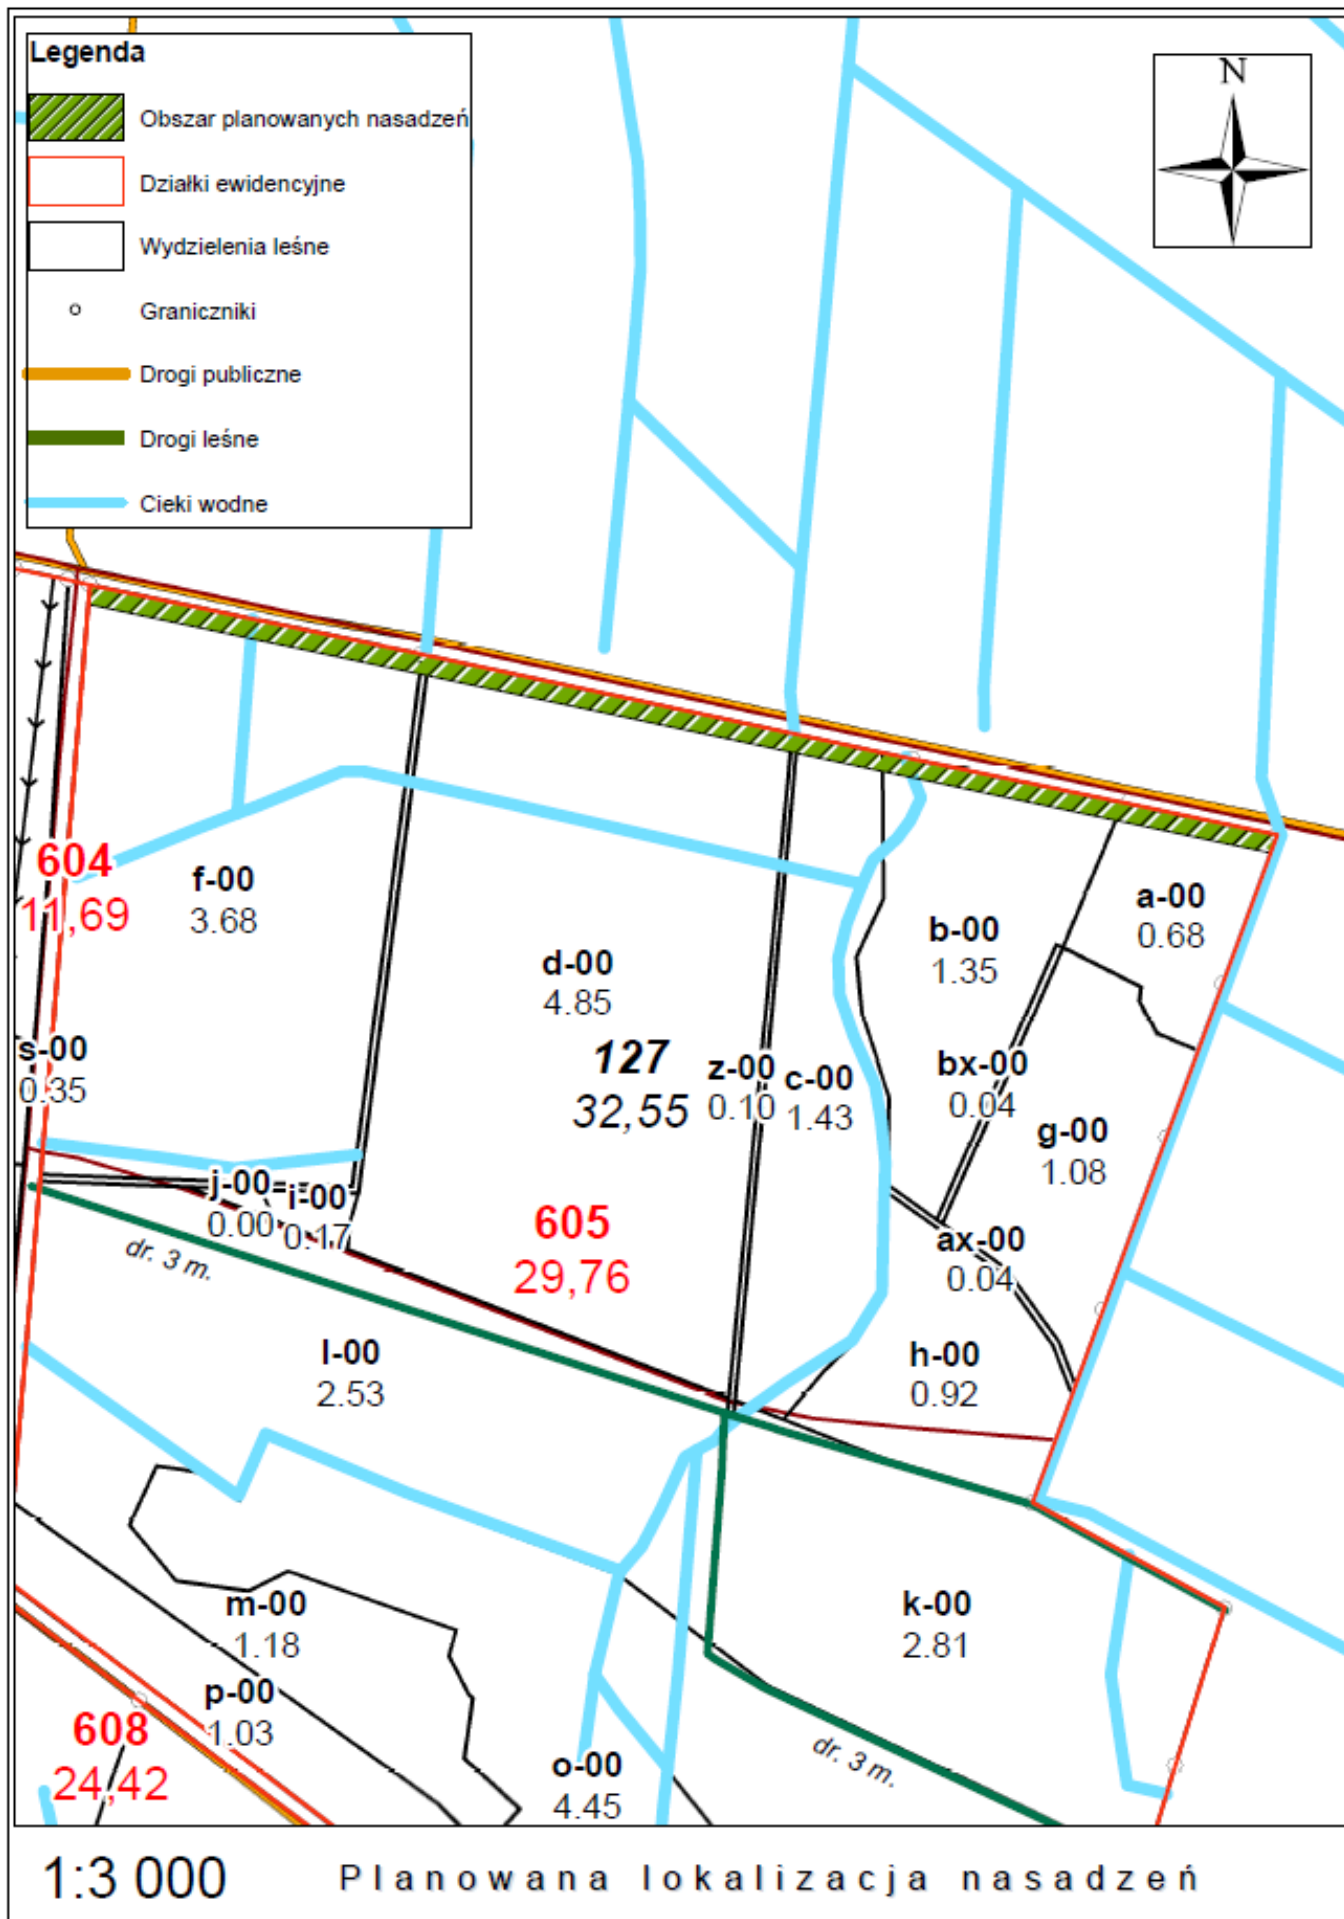 Legenda
Obszar planowanych nasadzeń
Działki ewidencyjne
Wydzielenia leśne
Graniczniki
Drogi publiczne
Drogi leśne
Cieki wodne
N
604
11,69
f-00
3.68
a-00
0.68
b-00
1.35
d-00
4.85
127
32,55
s-00
0.35
z-00
0.10
c-00
1.43
bx-00
0.04
g-00
1.08
j-00
0.00
i-00
0.17
605
29,76
ax-00
0.04
dr. 3 m.
l-00
2.53
h-00
0.92
m-00
1.18
k-00
2.81
p-00
1.03
608
24,42
o-00
4.45
dr. 3 m.
1:3 000
Planowana lokalizacja nasadzeń